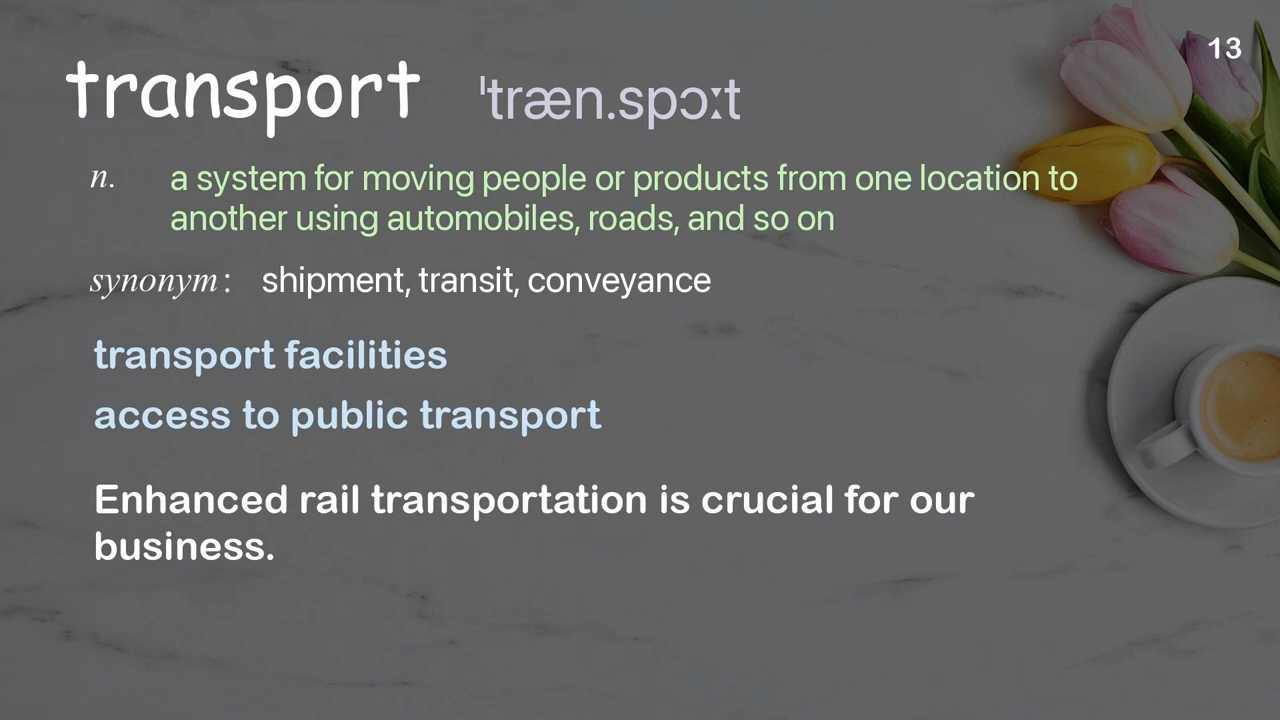 13
transport ˈtræn.spɔːt
n. a system for moving people or products from one location to
another using automobiles, roads, and so on
synonym: shipment, transit, conveyance
transport facilities
access to public transport
Enhanced rail transportation is crucial for our
business.